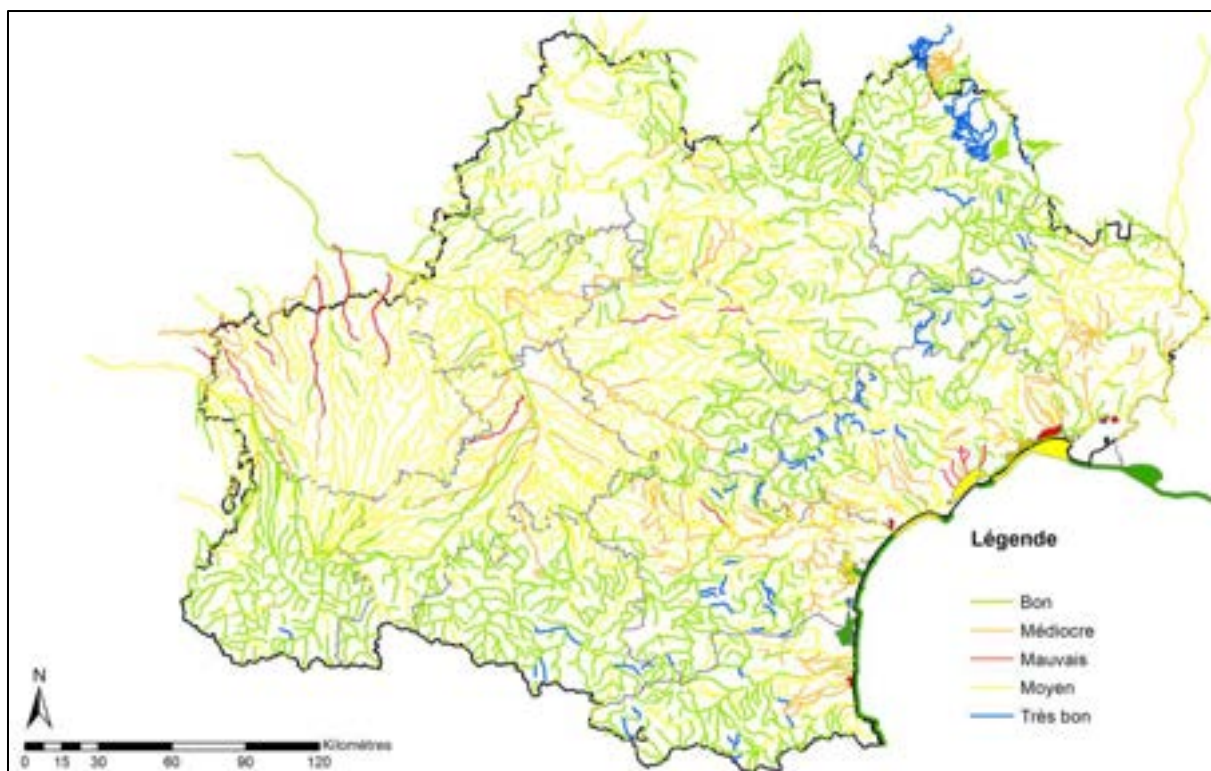 Légende
Bon
Médiocre
Mauvais
Moyen
Très bon
N
Kilomètres
0 15 30 60 90 120